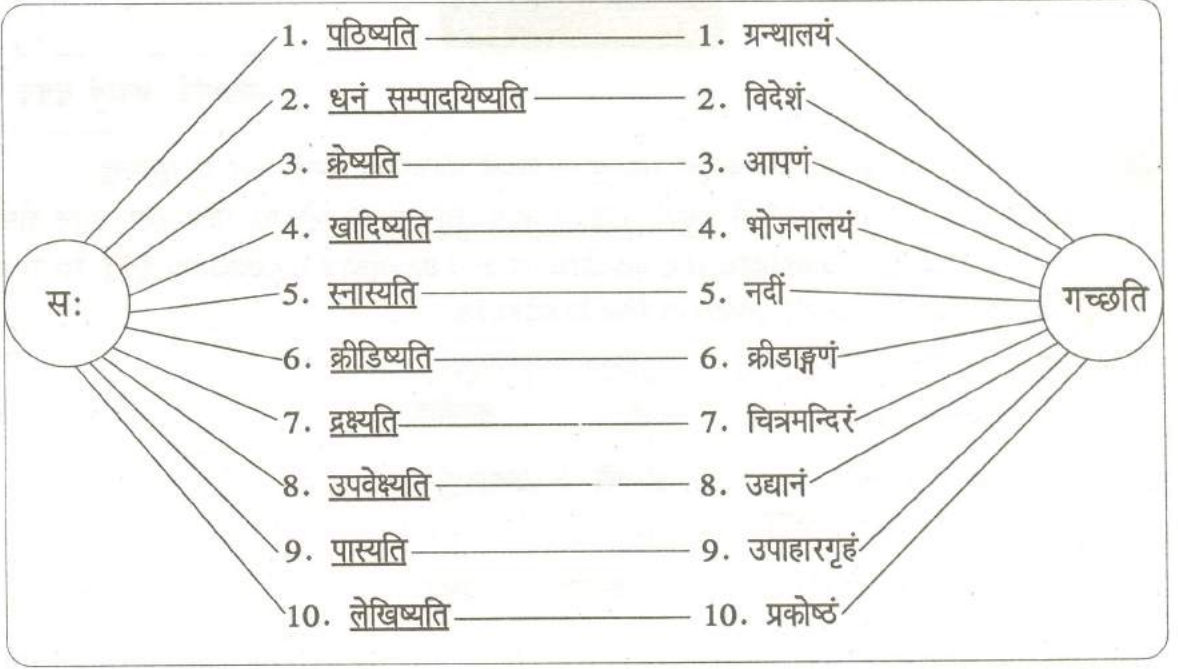 1. पठिष्यति 1. ग्रन्थालयं
2. धनं सम्पादयिष्यति 2. विदेशं
3. क्रेष्यति 3. आपणं
4. खादिष्यति 4. भोजनालयं
सः 5. स्नास्यति 5. नदीं गच्छति
6. क्रीडिष्यति 6. क्रीडाङ्गणं
7. द्रक्ष्यति 7. चित्रमन्दिरं
8. उपवेक्ष्यति 8. उद्यानं
9. पास्यति 9. उपाहारगृहं
10. लेखिष्यति 10. प्रकोष्ठं